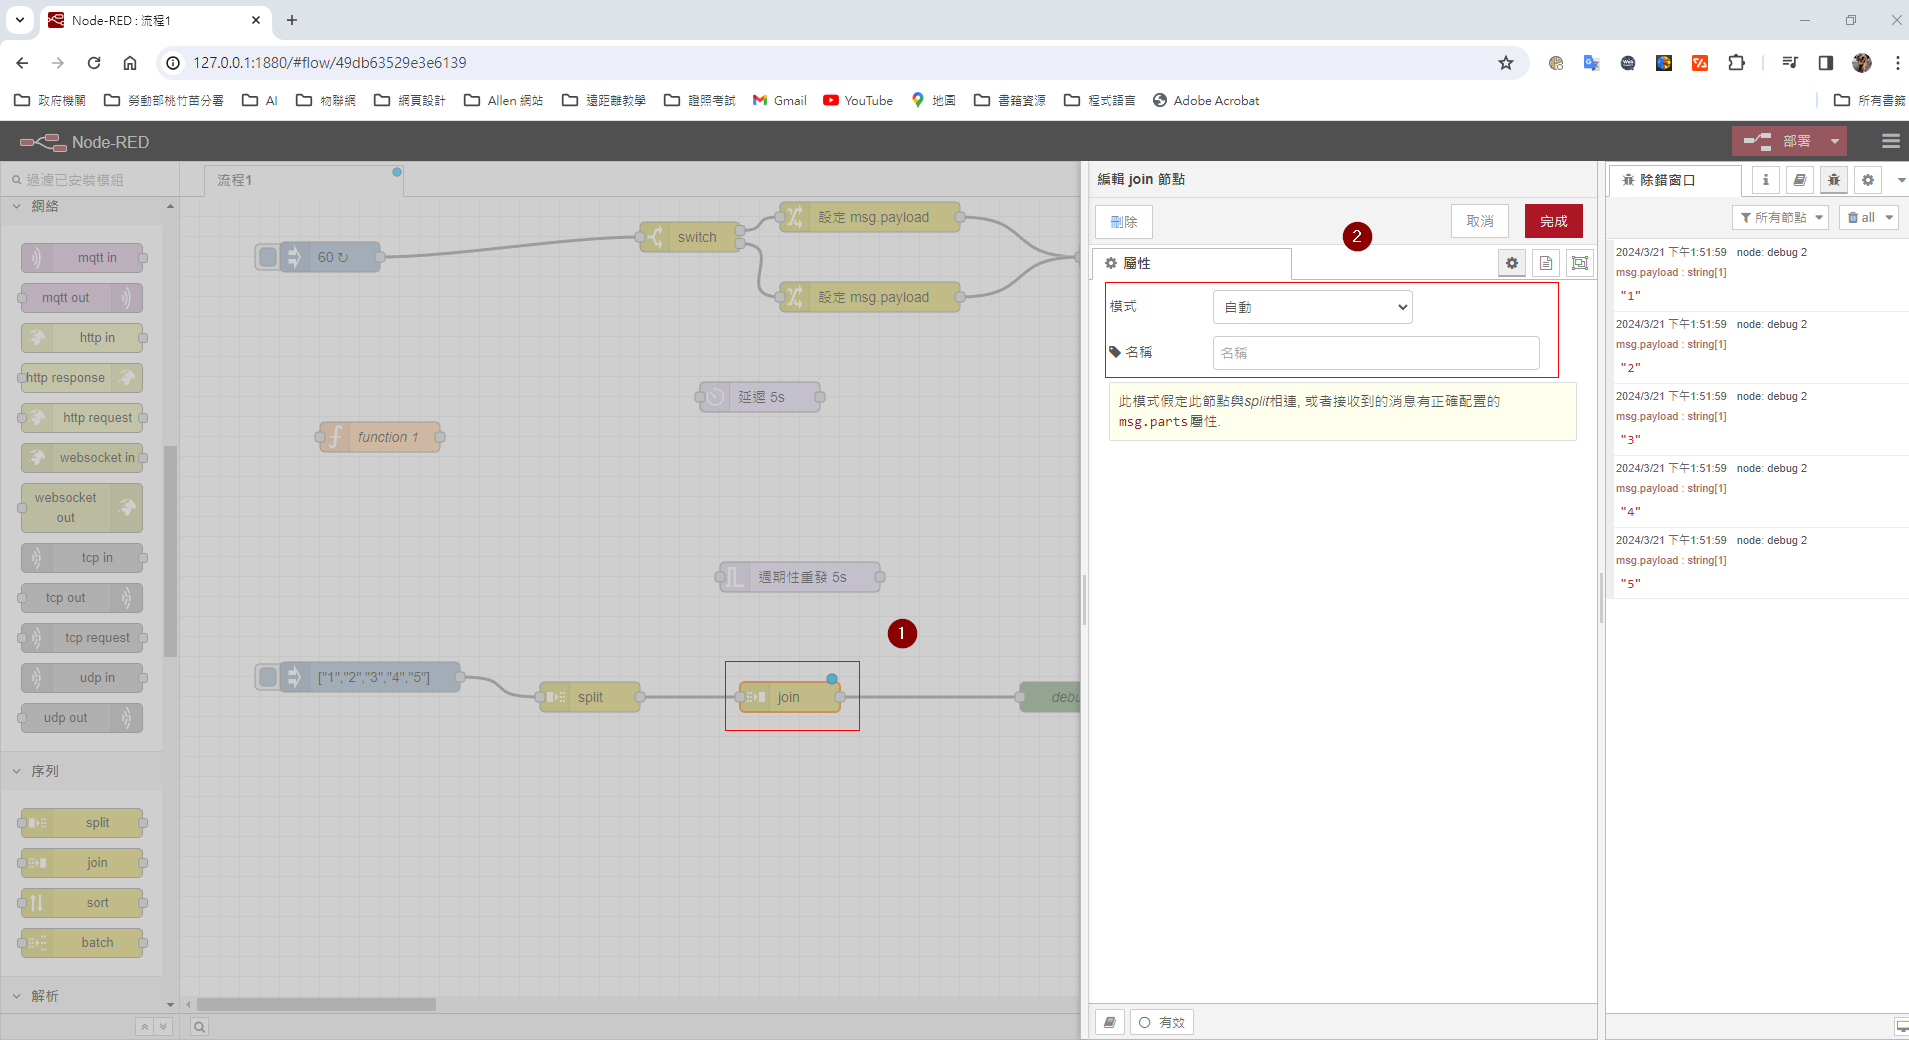 Node-RED : 流程1
127.0.0.1:1880/#flow/49db63529e3e6139
政府機關 勞動部桃竹苗分署 AI 物聯網 網頁設計 Allen 網站 遠距離教學 證照考試 Gmail YouTube 地圖 書籍資源 程式語言 Adobe Acrobat 所有書籤
Node-RED 部署
過濾已安裝模組
網絡
mqtt in
mqtt out
http in
http response
http request
websocket in
websocket
out
tcp in
tcp out
tcp request
udp in
udp out
序列
split
join
sort
batch
解析
流程1
60 ↻
switch
設定 msg.payload
設定 msg.payload
延遲 5s
function 1
週期性重發 5s
1
["1","2","3","4","5"]
split
join
debu
編輯 join 節點
刪除 2 取消 完成
屬性
模式 自動
名稱 名稱
此模式假定此節點與split相連, 或者接收到的消息有正確配置的
msg.parts屬性.
有效
除錯窗口
所有節點 all
2024/3/21 下午1:51:59 node: debug 2
msg.payload : string[1]
"1"
2024/3/21 下午1:51:59 node: debug 2
msg.payload : string[1]
"2"
2024/3/21 下午1:51:59 node: debug 2
msg.payload : string[1]
"3"
2024/3/21 下午1:51:59 node: debug 2
msg.payload : string[1]
"4"
2024/3/21 下午1:51:59 node: debug 2
msg.payload : string[1]
"5"